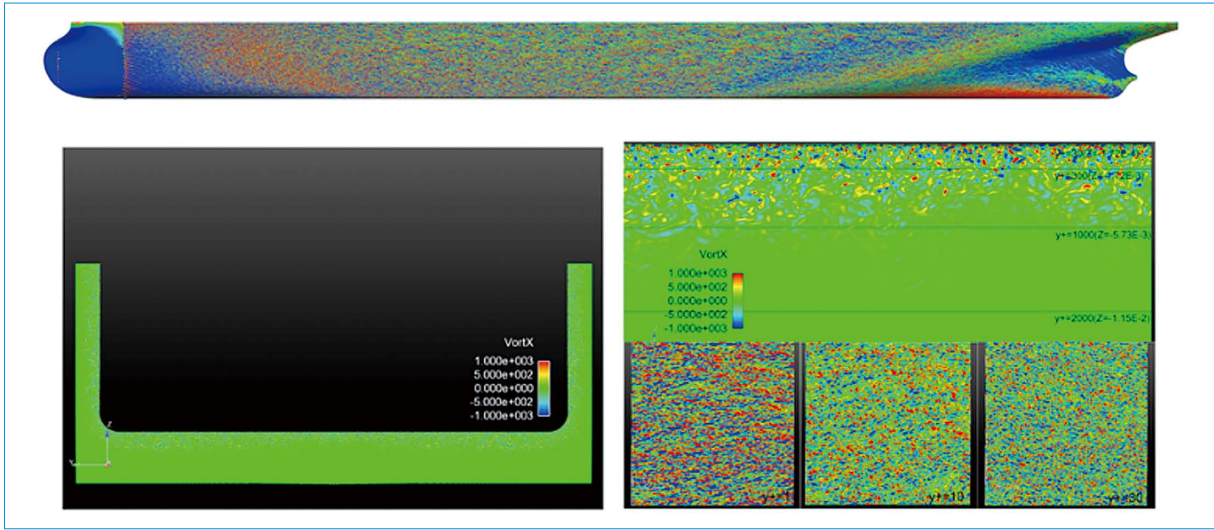 VortX
1.000e+003
5.000e+002
0.000e+000
-5.000e+002
-1.000e+003
Z
Y
y+=300(Z=-1.72E-3)
y+=1000(Z=-5.73E-3)
VortX
1.000e+003
5.000e+002
0.000e+000
-5.000e+002
-1.000e+003
y+=2000(Z=-1.15E-2)
y+=1
y+=10
y+=30